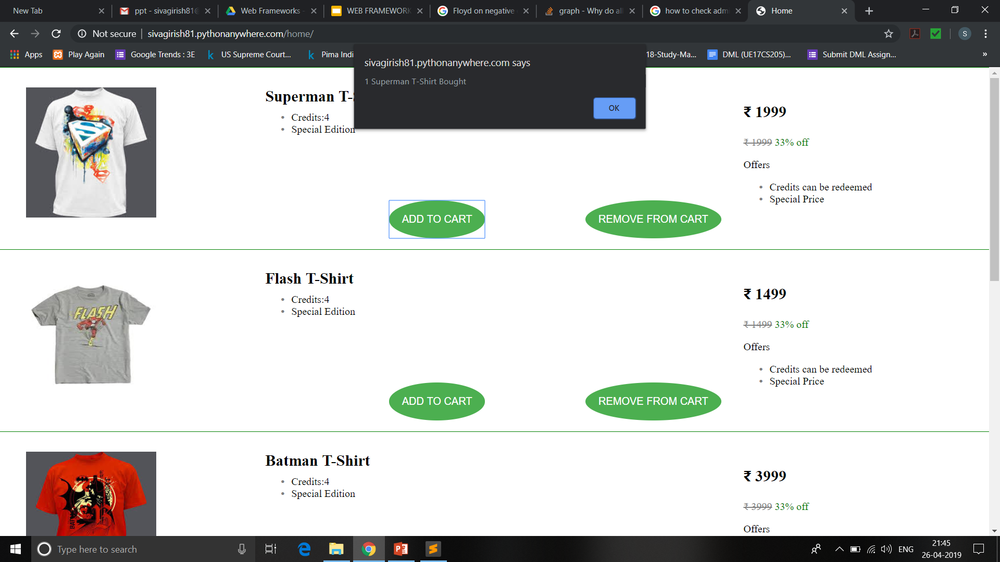 New Tab
ppt - sivagirish81@
Web Frameworks -
WEB FRAMEWORK
Floyd on negative
graph - Why do all
how to check adm
Home
Not secure | sivagirish81.pythonanywhere.com/home/
S
Apps
Play Again
Google Trends : 3E
US Supreme Court...
Pima Indi
18-Study-Ma...
DML (UE17CS205)...
Submit DML Assign...
»
sivagirish81.pythonanywhere.com says
1 Superman T-Shirt Bought
OK
Superman T-
• Credits:4
• Special Edition
₹ 1999
₹ 1999 33% off
Offers
• Credits can be redeemed
• Special Price
ADD TO CART
REMOVE FROM CART
FLASH
Flash T-Shirt
• Credits:4
• Special Edition
₹ 1499
₹ 1499 33% off
Offers
• Credits can be redeemed
• Special Price
ADD TO CART
REMOVE FROM CART
Batman T-Shirt
• Credits:4
• Special Edition
₹ 3999
₹ 3999 33% off
Offers
Type here to search
ENG
21:45
26-04-2019